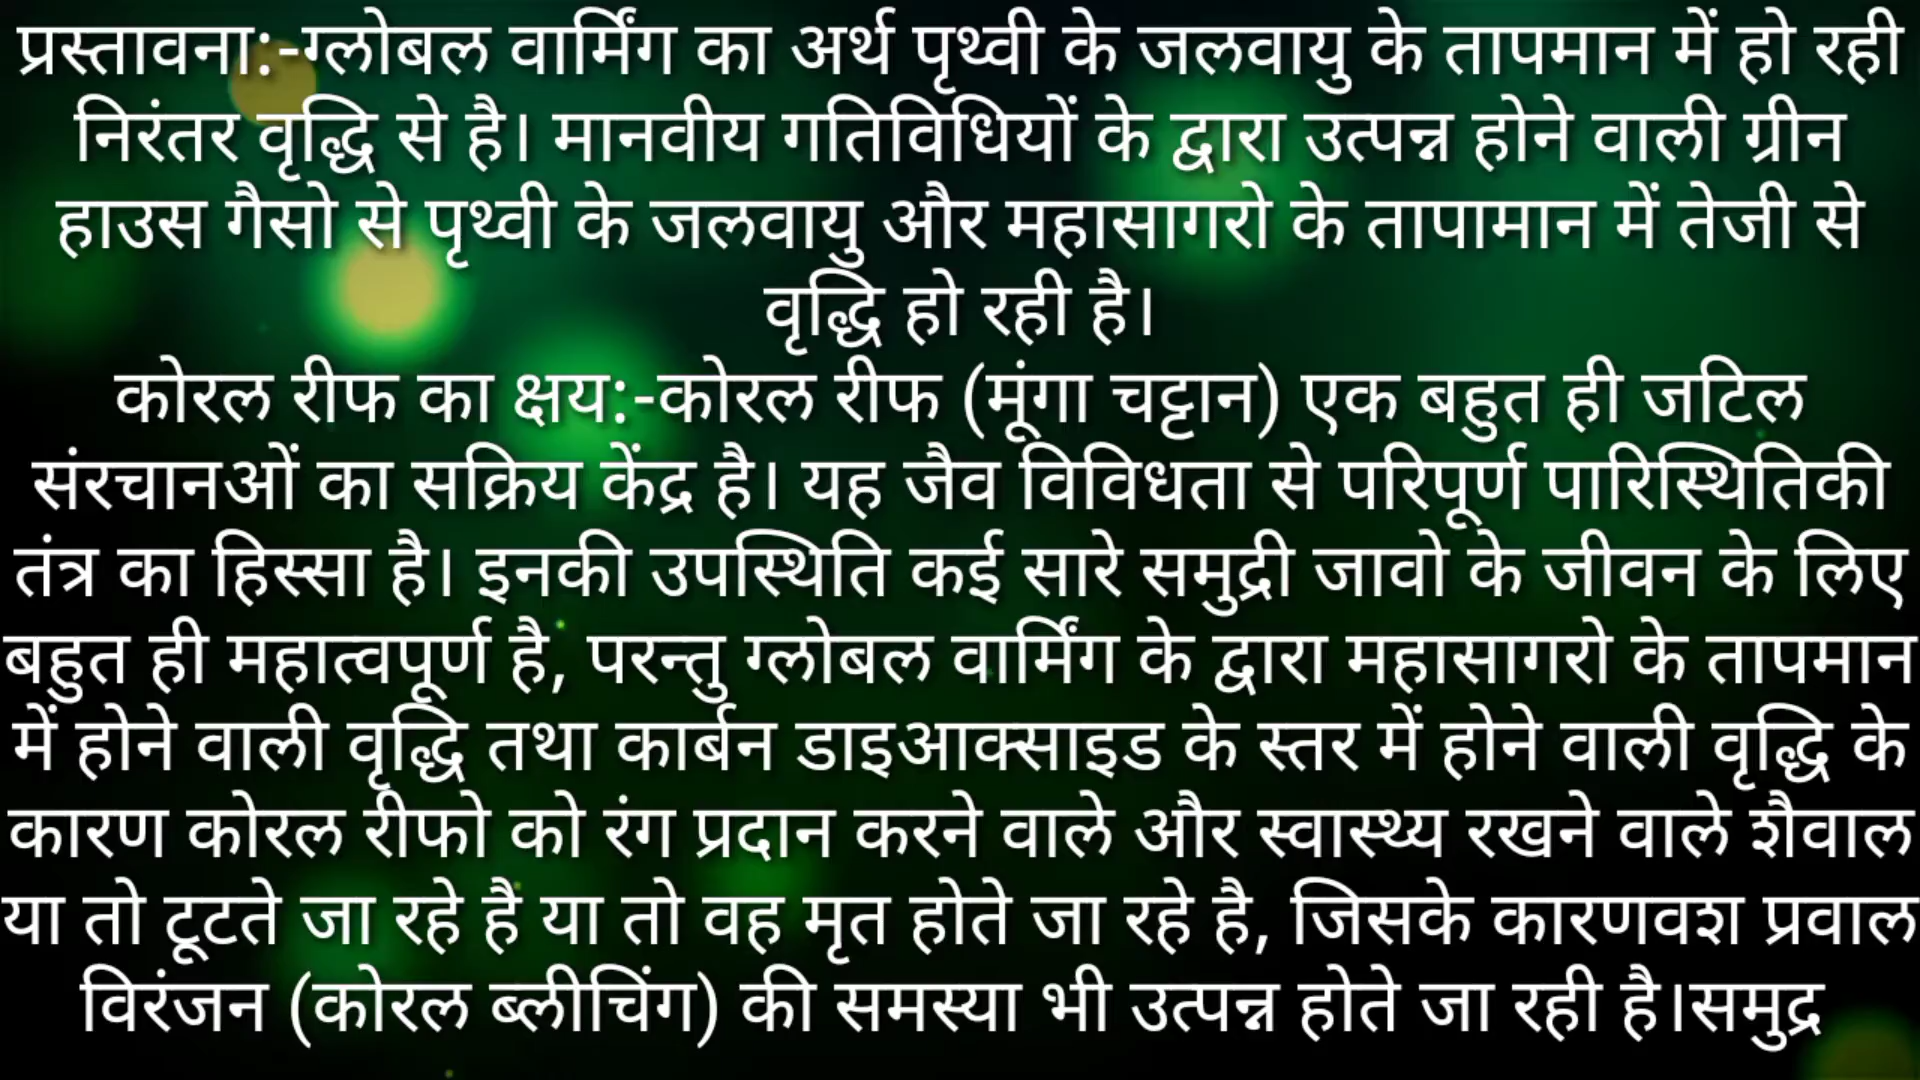 प्रस्तावना:-ग्लोबल वार्मिंग का अर्थ पृथ्वी के जलवायु के तापमान में हो रही
निरंतर वृद्धि से है। मानवीय गतिविधियों के द्वारा उत्पन्न होने वाली ग्रीन
हाउस गैसो से पृथ्वी के जलवायु और महासागरो के तापामान में तेजी से
वृद्धि हो रही है।
कोरल रीफ का क्षय:-कोरल रीफ (मूंगा चट्टान) एक बहुत ही जटिल
संरचानओं का सक्रिय केंद्र है। यह जैव विविधता से परिपूर्ण पारिस्थितिकी
तंत्र का हिस्सा है। इनकी उपस्थिति कई सारे समुद्री जावो के जीवन के लिए
बहुत ही महात्वपूर्ण है, परन्तु ग्लोबल वार्मिंग के द्वारा महासागरो के तापमान
में होने वाली वृद्धि तथा कार्बन डाइआक्साइड के स्तर में होने वाली वृद्धि के
कारण कोरल रीफो को रंग प्रदान करने वाले और स्वास्थ्य रखने वाले शैवाल
या तो टूटते जा रहे है या तो वह मृत होते जा रहे है, जिसके कारणवश प्रवाल
विरंजन (कोरल ब्लीचिंग) की समस्या भी उत्पन्न होते जा रही है।समुद्र